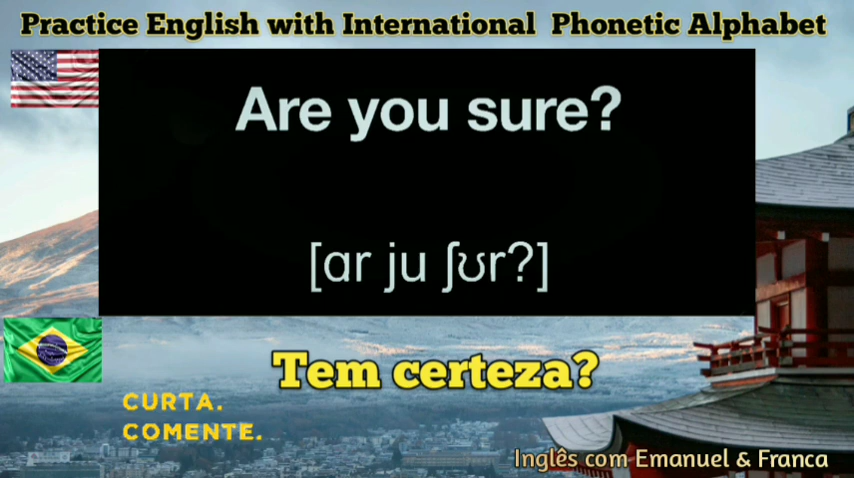 Practice English with International Phonetic Alphabet
Are you sure?
[ɑr ju ʃʊr?]
Tem certeza?
CURTA.
COMENTE.
Inglês com Emanuel & Franca